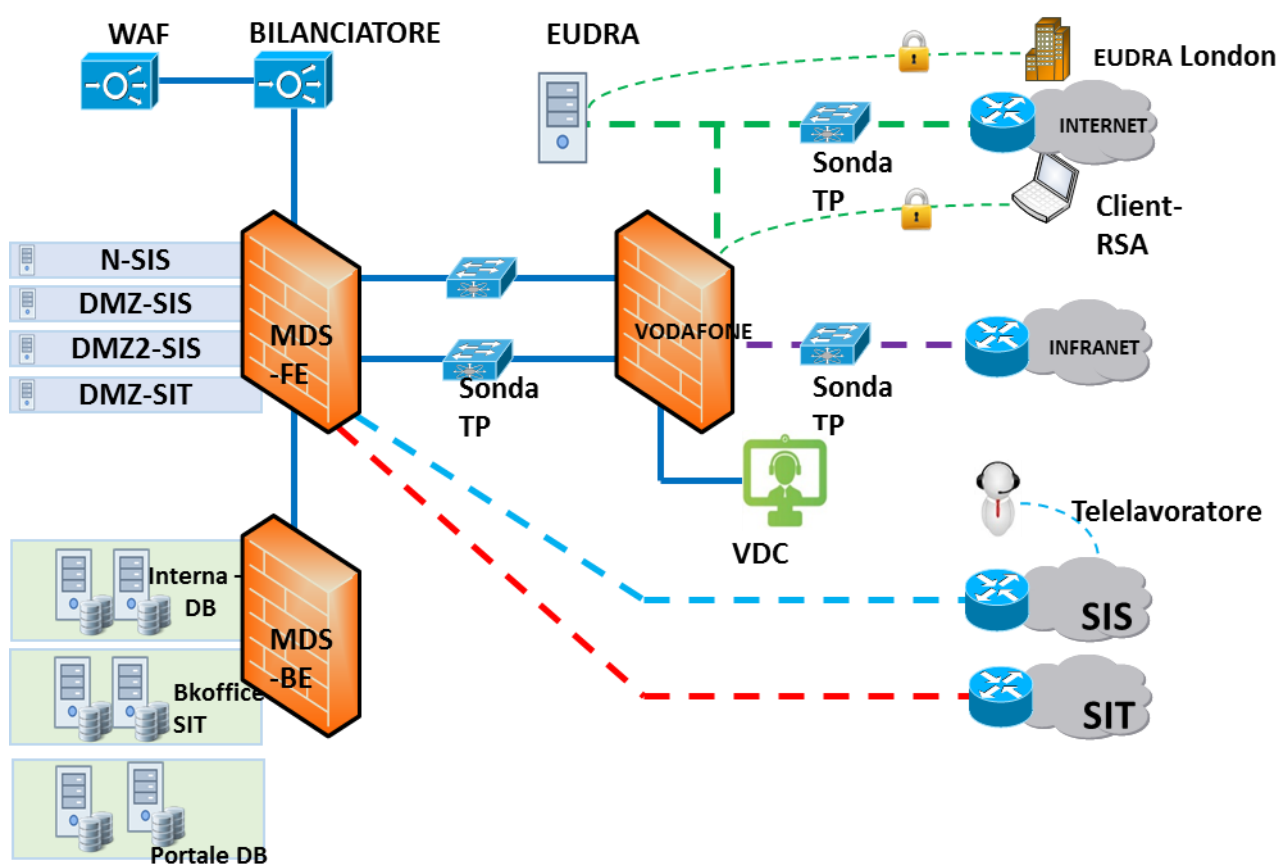 WAF
BILANCIATORE
EUDRA
EUDRA London
INTERNET
Sonda
TP
Client-
RSA
N-SIS
DMZ-SIS
DMZ2-SIS
DMZ-SIT
MDS
-FE
Sonda
TP
VODAFONE
Sonda
TP
INFRANET
VDC
Telelavoratore
SIS
SIT
Interna -
DB
MDS
-BE
Bkoffice
SIT
Portale DB